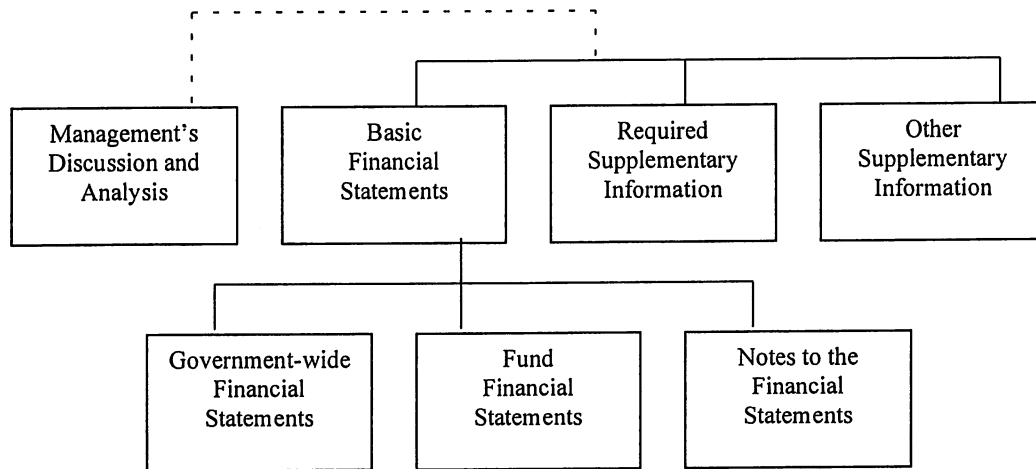 Management's
Discussion and
Analysis
Basic
Financial
Statements
Required
Supplementary
Information
Other
Supplementary
Information
Government-wide
Financial
Statements
Fund
Financial
Statements
Notes to the
Financial
Statements